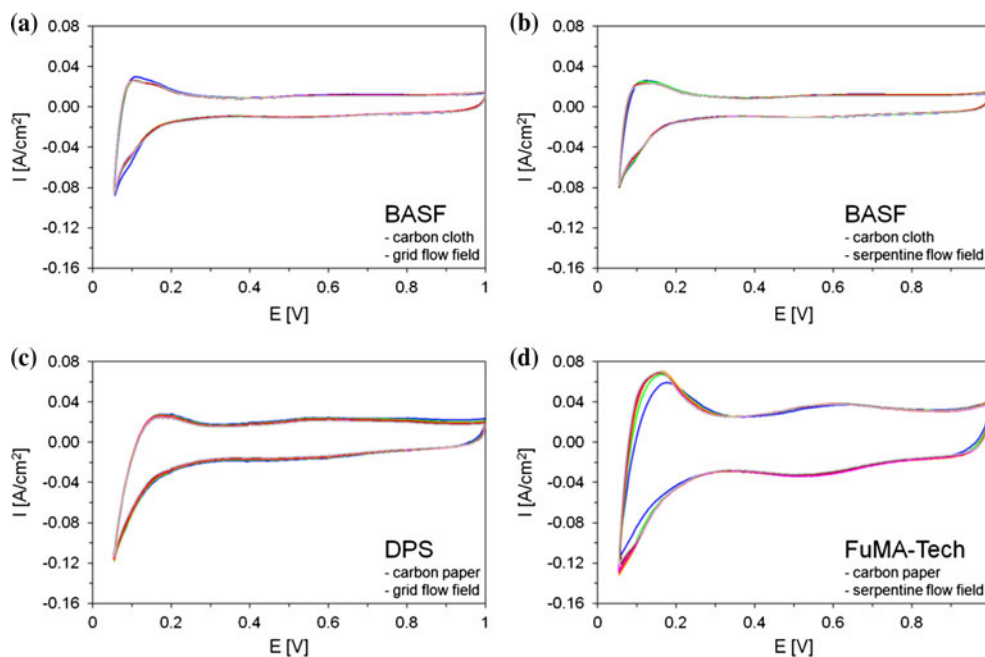 (a)
0.08
0.04
0.00
-0.04
-0.08
-0.12
-0.16
I [A/cm²]
BASF
- carbon cloth
- grid flow field
0 0.2 0.4 0.6 0.8 1
E [V]
(b)
0.08
0.04
0.00
-0.04
-0.08
-0.12
-0.16
I [A/cm²]
BASF
- carbon cloth
- serpentine flow field
0 0.2 0.4 0.6 0.8
E [V]
(c)
0.08
0.04
0.00
-0.04
-0.08
-0.12
-0.16
I [A/cm²]
DPS
- carbon paper
- grid flow field
0 0.2 0.4 0.6 0.8 1
E [V]
(d)
0.08
0.04
0.00
-0.04
-0.08
-0.12
-0.16
I [A/cm²]
FuMA-Tech
- carbon paper
- serpentine flow field
0 0.2 0.4 0.6 0.8
E [V]